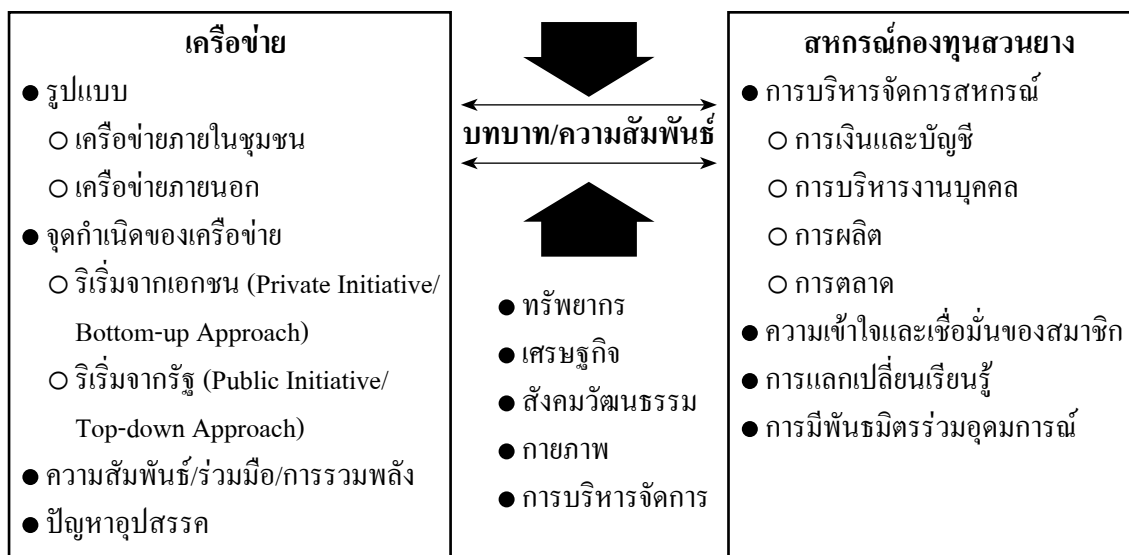 เครือข่าย
● รูปแบบ
○ เครือข่ายภายในชุมชน
○ เครือข่ายภายนอก
● จุดกำเนิดของเครือข่าย
○ ริเริ่มจากเอกชน (Private Initiative/
Bottom-up Approach)
○ ริเริ่มจากรัฐ (Public Initiative/
Top-down Approach)
● ความสัมพันธ์/ร่วมมือ/การรวมพลัง
● ปัญหาอุปสรรค
บทบาท/ความสัมพันธ์
● ทรัพยากร
● เศรษฐกิจ
● สังคมวัฒนธรรม
● กายภาพ
● การบริหารจัดการ
สหกรณ์กองทุนสวนยาง
● การบริหารจัดการสหกรณ์
○ การเงินและบัญชี
○ การบริหารงานบุคคล
○ การผลิต
○ การตลาด
● ความเข้าใจและเชื่อมั่นของสมาชิก
● การแลกเปลี่ยนเรียนรู้
● การมีพันธมิตรร่วมอุดมการณ์